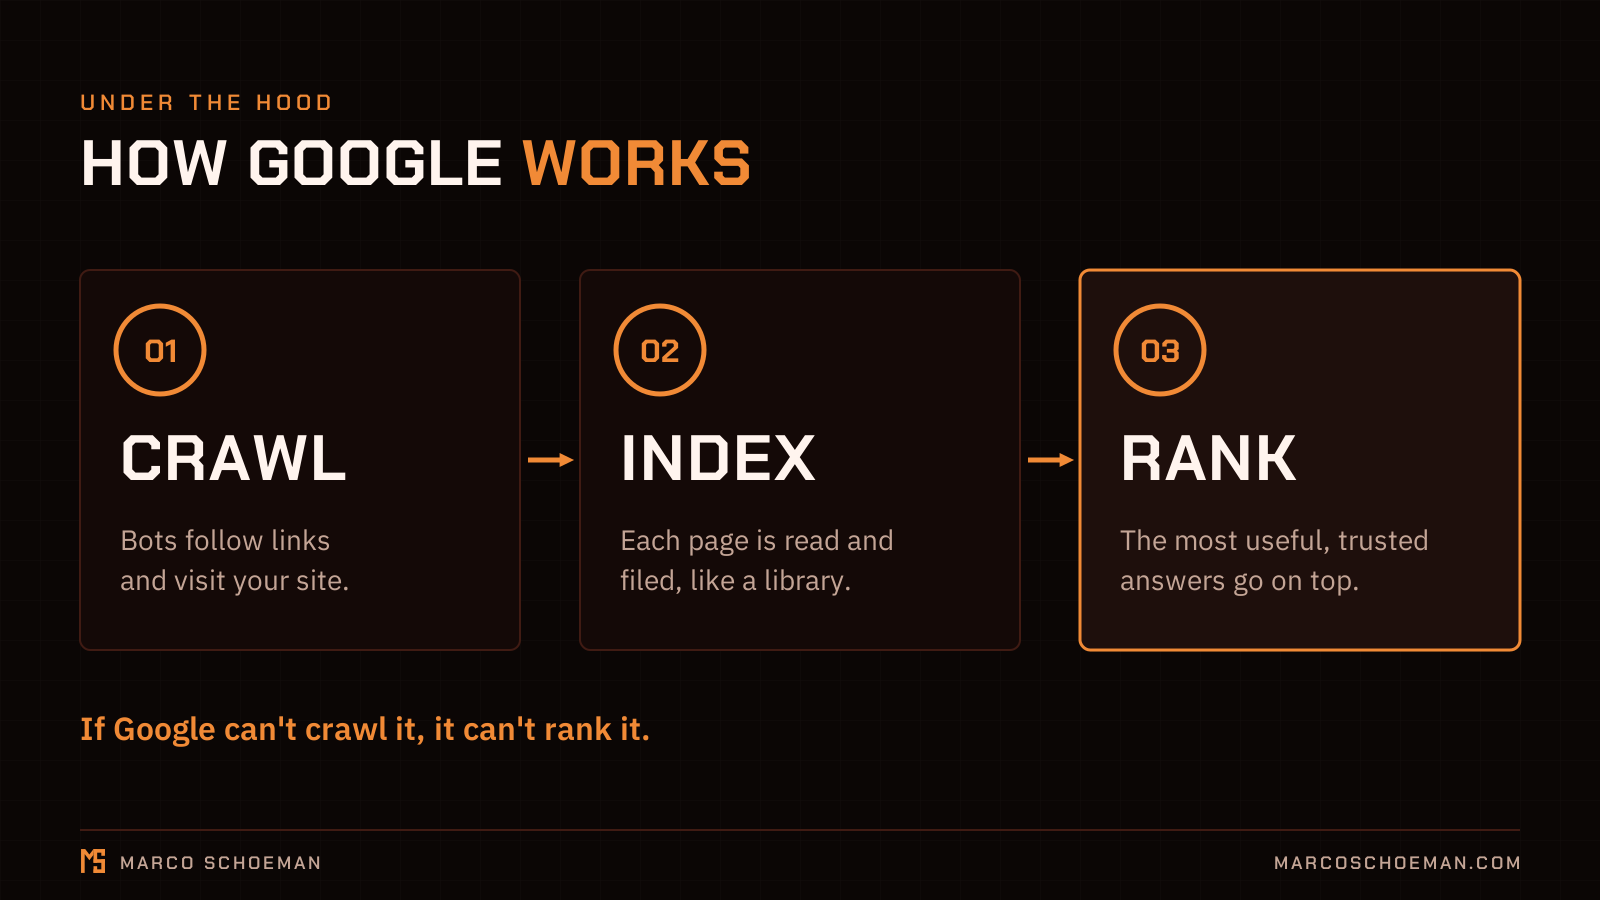 UNDER THE HOOD
HOW GOOGLE WORKS
01
CRAWL
Bots follow links
and visit your site.
02
INDEX
Each page is read and
filed, like a library.
03
RANK
The most useful, trusted
answers go on top.
If Google can't crawl it, it can't rank it.
MS MARCO SCHOEMAN
MARCOSCHOEMAN.COM